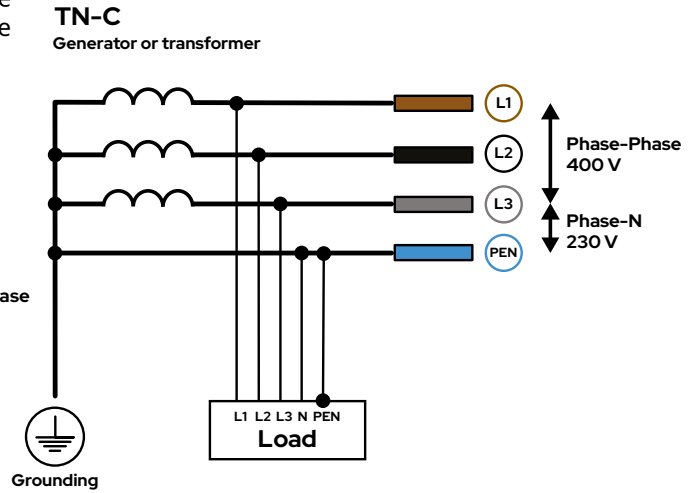 e
e
TN-C
Generator or transformer
L1
L2
Phase-Phase
400 V
L3
Phase-N
230 V
PEN
ase
L1 L2 L3 N PEN
Load
Grounding